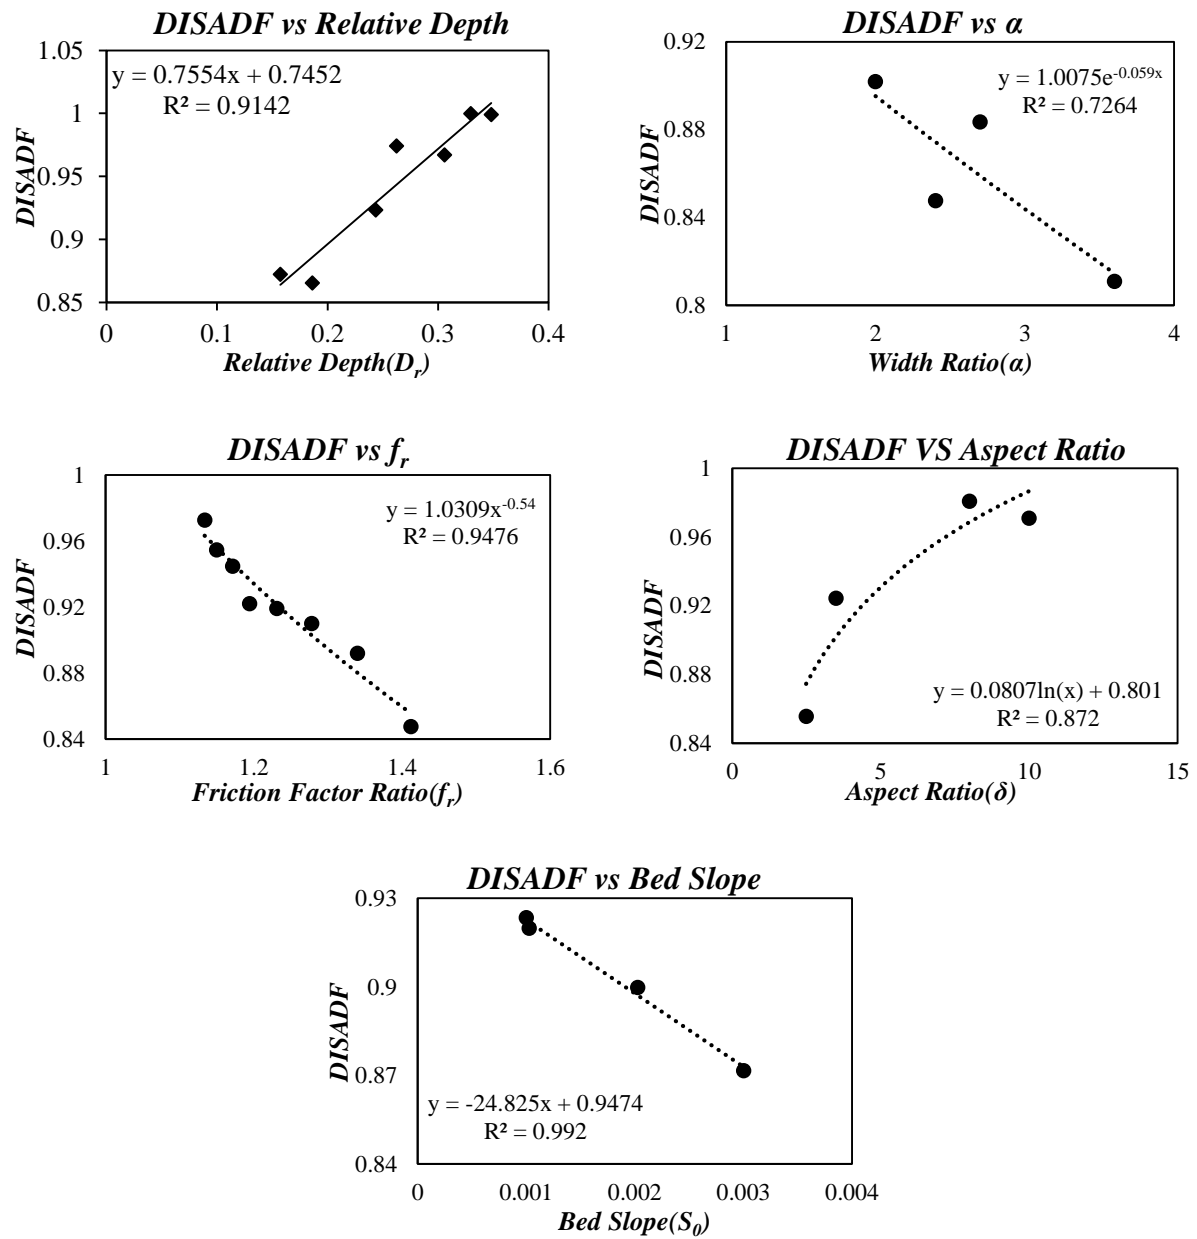 DISADF vs Relative Depth
1.05
1
0.95
0.9
0.85
DISADF
y = 0.7554x + 0.7452
R² = 0.9142
0 0.1 0.2 0.3 0.4
Relative Depth(Dr)
DISADF vs α
0.92
0.88
0.84
0.8
DISADF
y = 1.0075e-0.059x
R² = 0.7264
1 2 3 4
Width Ratio(α)
DISADF vs fr
1
0.96
0.92
0.88
0.84
DISADF
y = 1.0309x-0.54
R² = 0.9476
1 1.2 1.4 1.6
Friction Factor Ratio(fr)
DISADF VS Aspect Ratio
1
0.96
0.92
0.88
0.84
DISADF
y = 0.0807ln(x) + 0.801
R² = 0.872
0 5 10 15
Aspect Ratio(δ)
DISADF vs Bed Slope
0.93
0.9
0.87
0.84
DISADF
y = -24.825x + 0.9474
R² = 0.992
0 0.001 0.002 0.003 0.004
Bed Slope(S0)